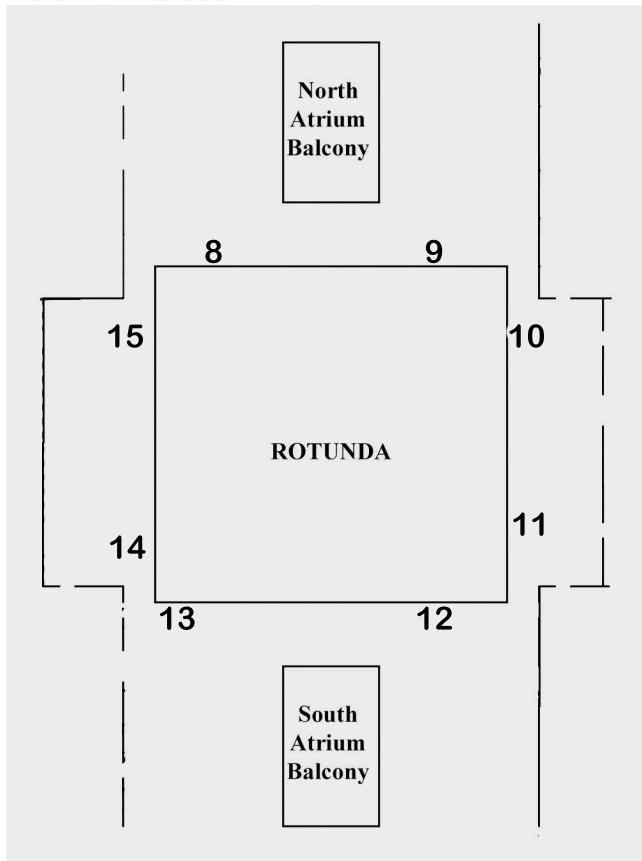 North
Atrium
Balcony
8
9
15
10
ROTUNDA
11
14
13
12
South
Atrium
Balcony